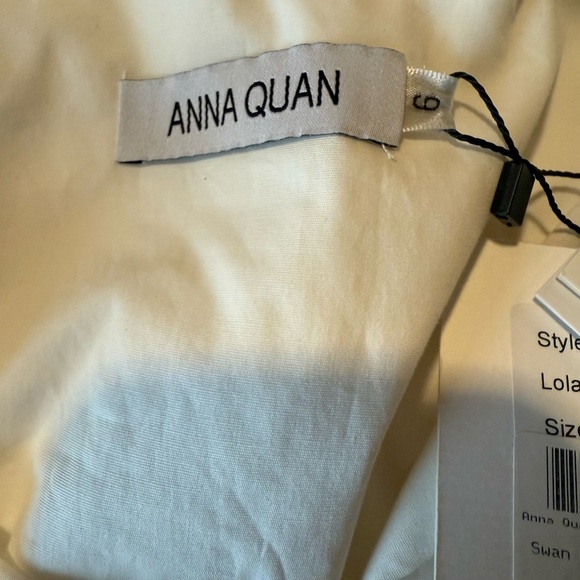 ANNA QUAN
6
Style
Lola
Size
Anna Qu
Swan